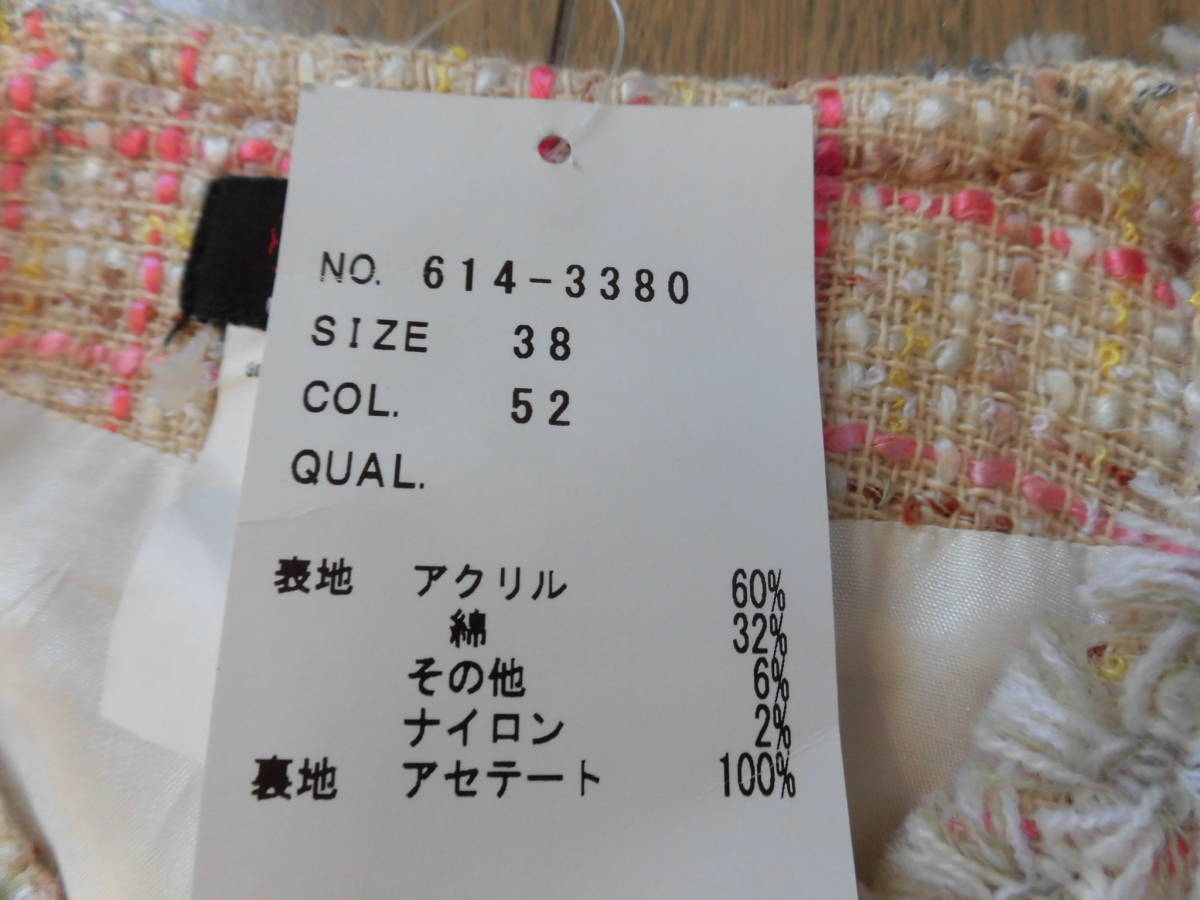 NO. 614-3380
SIZE 38
COL. 52
QUAL.
表地 アクリル 60%
綿 32%
その他 6%
ナイロン 2%
裏地 アセテート 100%